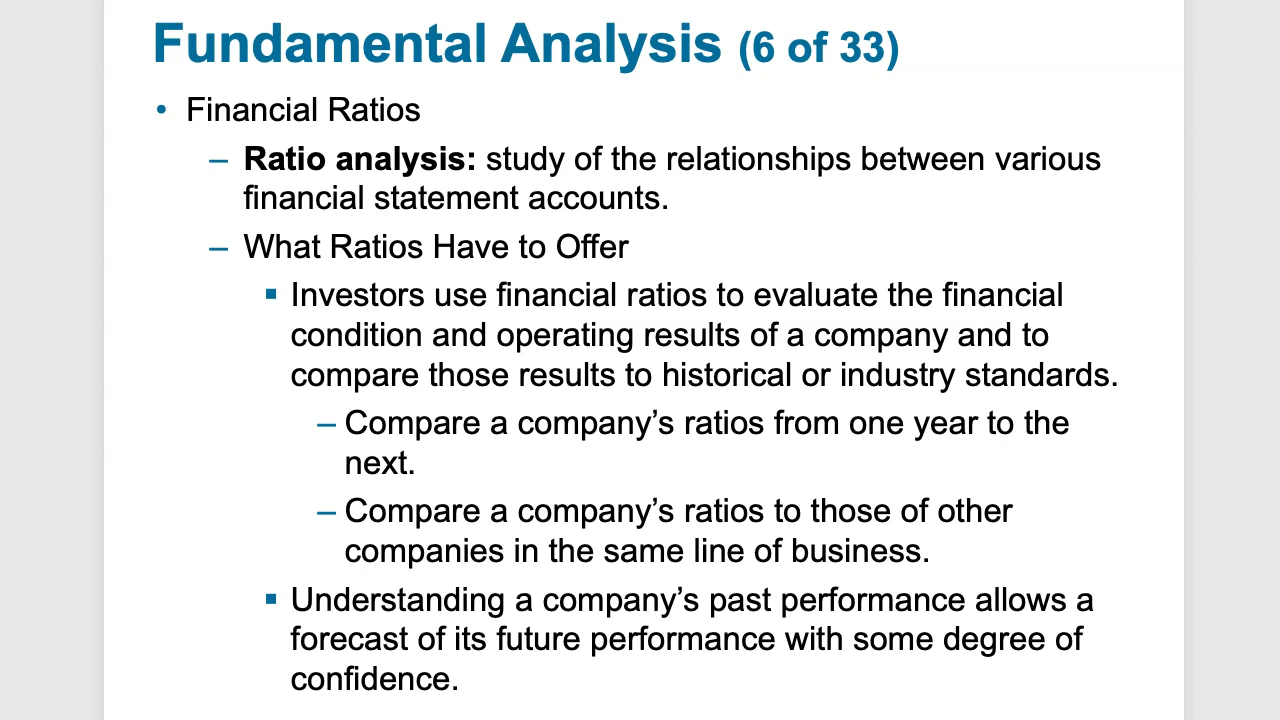 Fundamental Analysis (6 of 33)
• Financial Ratios
– Ratio analysis: study of the relationships between various
financial statement accounts.
– What Ratios Have to Offer
▪ Investors use financial ratios to evaluate the financial
condition and operating results of a company and to
compare those results to historical or industry standards.
– Compare a company’s ratios from one year to the
next.
– Compare a company’s ratios to those of other
companies in the same line of business.
▪ Understanding a company’s past performance allows a
forecast of its future performance with some degree of
confidence.